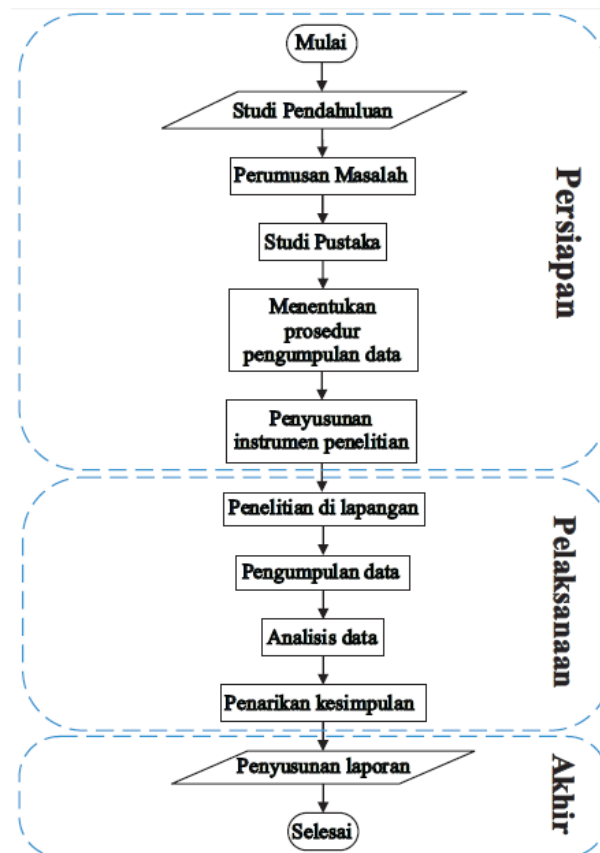 Mulai
Studi Pendahuluan
Perumusan Masalah
Studi Pustaka
Menentukan
prosedur
pengumpulan data
Penyusunan
instrumen penelitian
Persiapan
Penelitian di lapangan
Pengumpulan data
Analisis data
Penarikan kesimpulan
Pelaksanaan
Penyusunan laporan
Selesai
Akhir